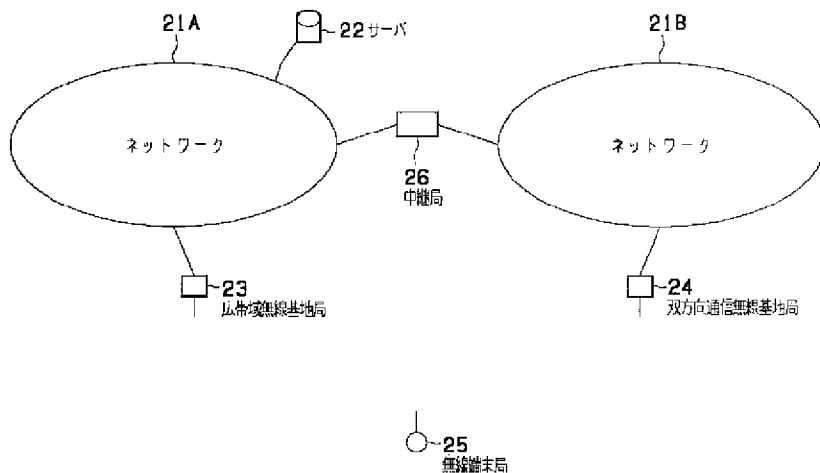 21A
22 サーバ
21B
ネットワーク
ネットワーク
26
中継局
23
広帯域無線基地局
24
双方向通信無線基地局
25
無線端末局